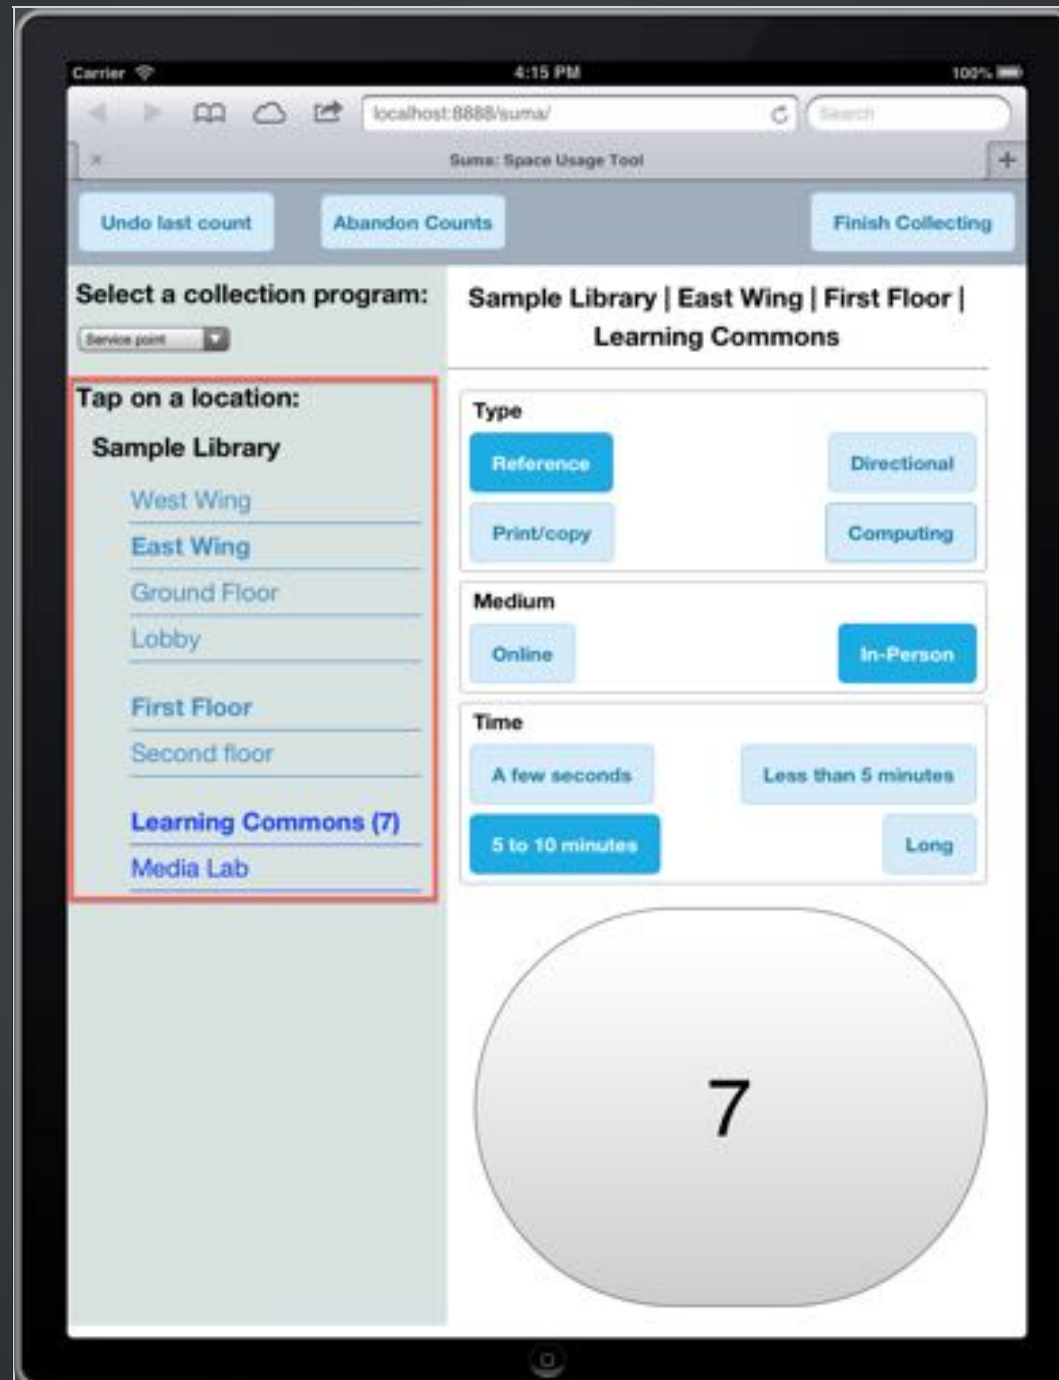 Carrier 4:15 PM 100%
localhost:8888/suma/ Search
Suma: Space Usage Tool
Undo last count Abandon Counts Finish Collecting
Select a collection program:
Service point
Tap on a location:
Sample Library
West Wing
East Wing
Ground Floor
Lobby
First Floor
Second floor
Learning Commons (7)
Media Lab
Sample Library | East Wing | First Floor |
Learning Commons
Type
Reference Directional
Print/copy Computing
Medium
Online In-Person
Time
A few seconds Less than 5 minutes
5 to 10 minutes Long
7